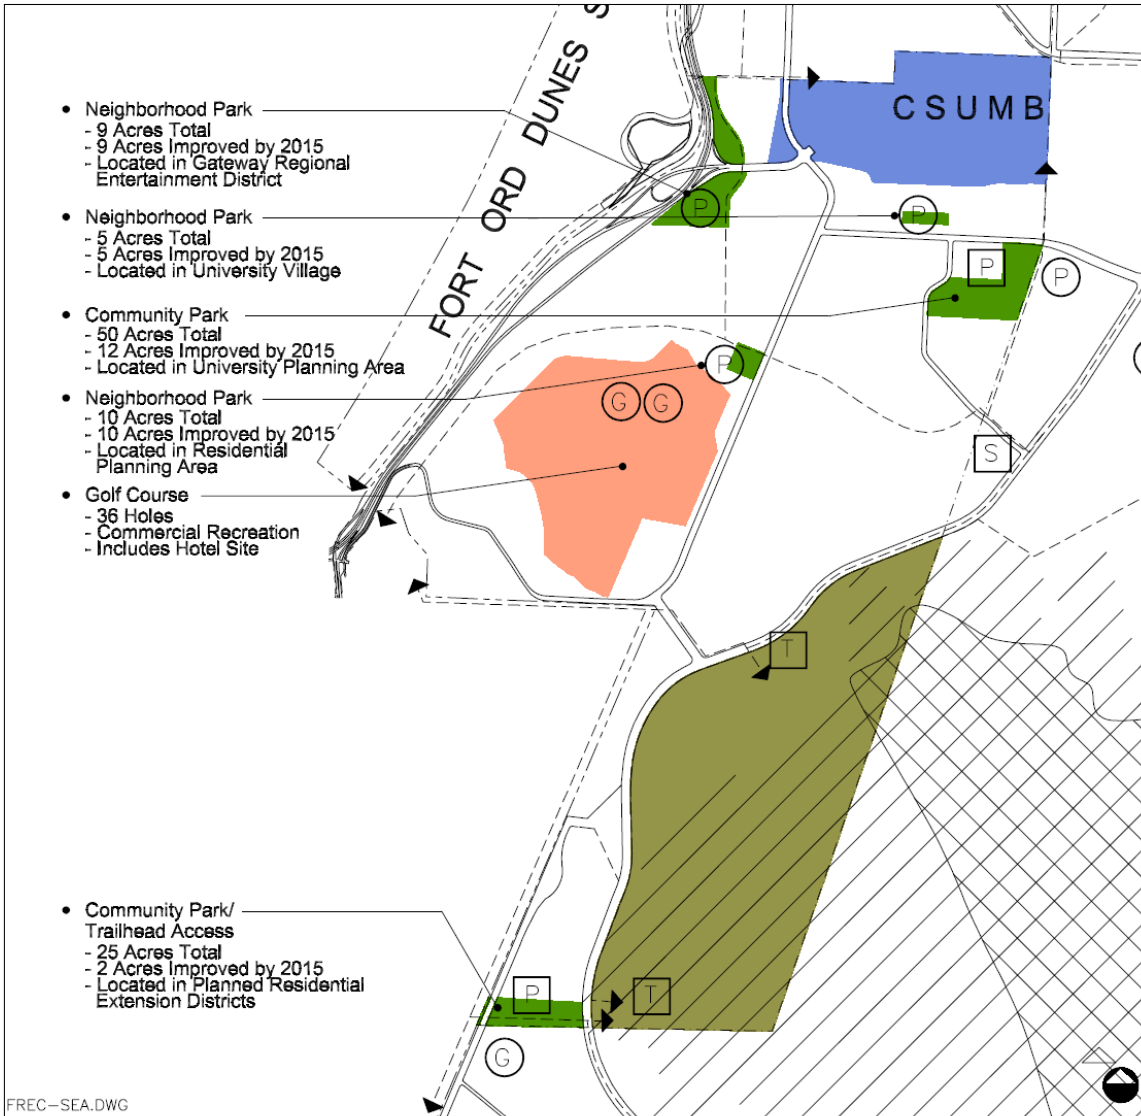 FORT ORD DUNES S
CSUMB
• Neighborhood Park
- 9 Acres Total
- 9 Acres Improved by 2015
- Located in Gateway Regional
Entertainment District
P
• Neighborhood Park
- 5 Acres Total
- 5 Acres Improved by 2015
- Located in University Village
P
P
P
• Community Park
- 50 Acres Total
- 12 Acres Improved by 2015
- Located in University Planning Area
P
• Neighborhood Park
- 10 Acres Total
- 10 Acres Improved by 2015
- Located in Residential
Planning Area
G G
S
• Golf Course
- 36 Holes
- Commercial Recreation
- Includes Hotel Site
T
• Community Park/
Trailhead Access
- 25 Acres Total
- 2 Acres Improved by 2015
- Located in Planned Residential
Extension Districts
P
T
G
FREC-SEA.DWG